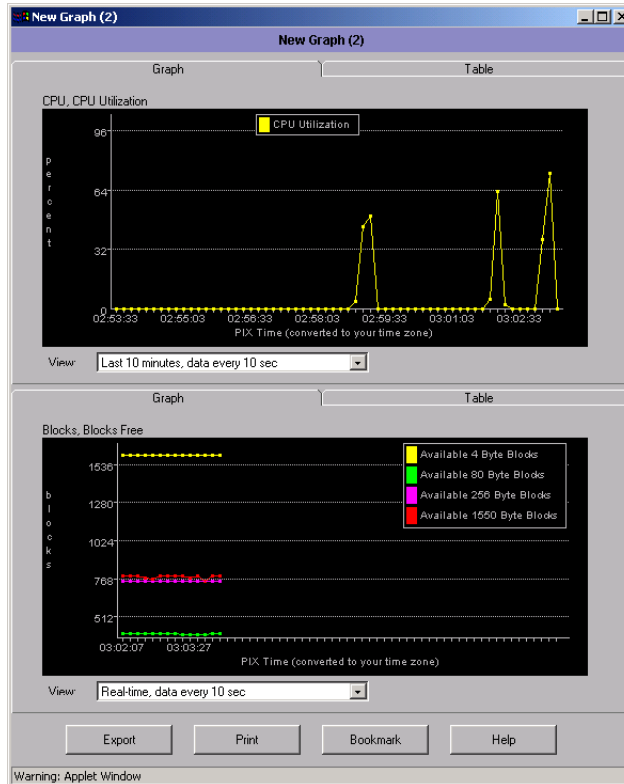 New Graph (2)
New Graph (2)
Graph Table
CPU, CPU Utilization
CPU Utilization
96
64
32
0
percent
02:53:33 02:55:03 02:56:33 02:58:03 02:59:33 03:01:03 03:02:33
PIX Time (converted to your time zone)
View: Last 10 minutes, data every 10 sec
Graph Table
Blocks, Blocks Free
Available 4 Byte Blocks
Available 80 Byte Blocks
Available 256 Byte Blocks
Available 1550 Byte Blocks
1536
1280
1024
768
512
blocks
03:02:07 03:03:27
PIX Time (converted to your time zone)
View: Real-time, data every 10 sec
Export Print Bookmark Help
Warning: Applet Window